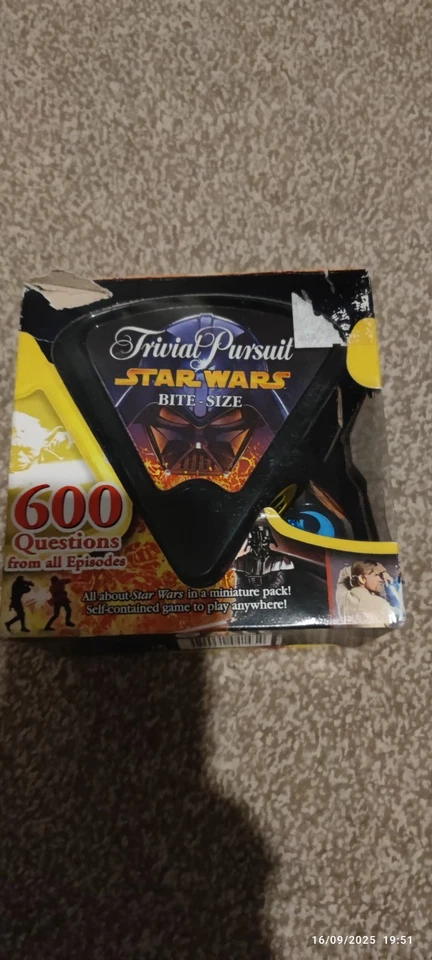 Trivial Pursuit
STAR WARS
BITE-SIZE
600
Questions
from all Episodes
All about Star Wars in a miniature pack!
Self-contained game to play anywhere!
16/09/2025 19:51